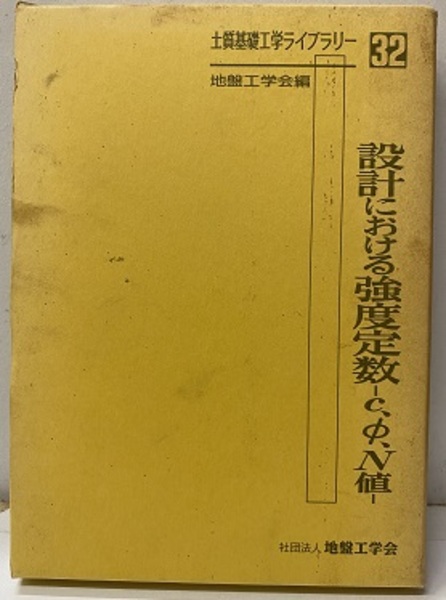 土質基礎工学ライブラリー 32
地盤工学会編
設計における強度定数-c、φ、N値-
社団法人 地盤工学会